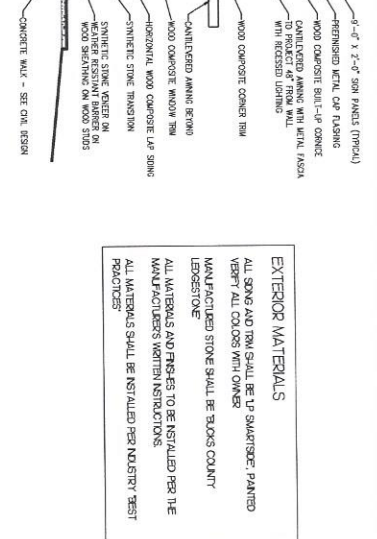 9'-0" X 2'-0" SIGN PANELS (TYPICAL)
PREFINISHED METAL CAP FLASHING
WOOD COMPOSITE BUILT-UP CORNICE
CANTILEVERED AWNING WITH METAL FASCIA
TO PROJECT 48" FROM WALL
WITH RECESSED LIGHTING
WOOD COMPOSITE CORNER TRIM
CANTILEVERED AWNING BEYOND
WOOD COMPOSITE WINDOW TRIM
HORIZONTAL WOOD COMPOSITE LAP SIDING
SYNTHETIC STONE TRANSITION
SYNTHETIC STONE VENEER ON
WEATHER RESISTANT BARRIER ON
WOOD SHEATHING ON WOOD STUDS
CONCRETE WALK - SEE CIVIL DESIGN
EXTERIOR MATERIALS
ALL SIDING AND TRIM SHALL BE 'LP SMARTSIDE', PAINTED
VERIFY ALL COLORS WITH OWNER
MANUFACTURED STONE SHALL BE 'BUCKS COUNTY
LEDGESTONE'
ALL MATERIALS AND FINISHES TO BE INSTALLED PER THE
MANUFACTURER'S WRITTEN INSTRUCTIONS.
ALL MATERIALS SHALL BE INSTALLED PER INDUSTRY 'BEST
PRACTICES'